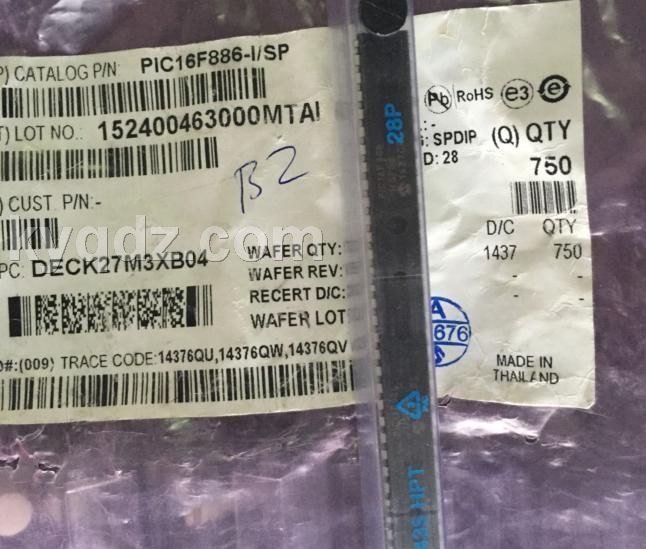 P) CATALOG P/N: PIC16F886-I/SP
T) LOT NO.: 152400463000MTAI
B2
) CUST. P/N:-
PC: DECK27M3XB04
WAFER QTY:
WAFER REV:
RECERT D/C:
WAFER LOT
O#:(009) TRACE CODE:14376QU,14376QW,14376QV
28P
HPT
Pb RoHS e3 e
: SPDIP
D: 28
(Q) QTY
750
D/C QTY
1437 750
- -
- -
A
676
MADE IN
THAILAND
kyqdz.com